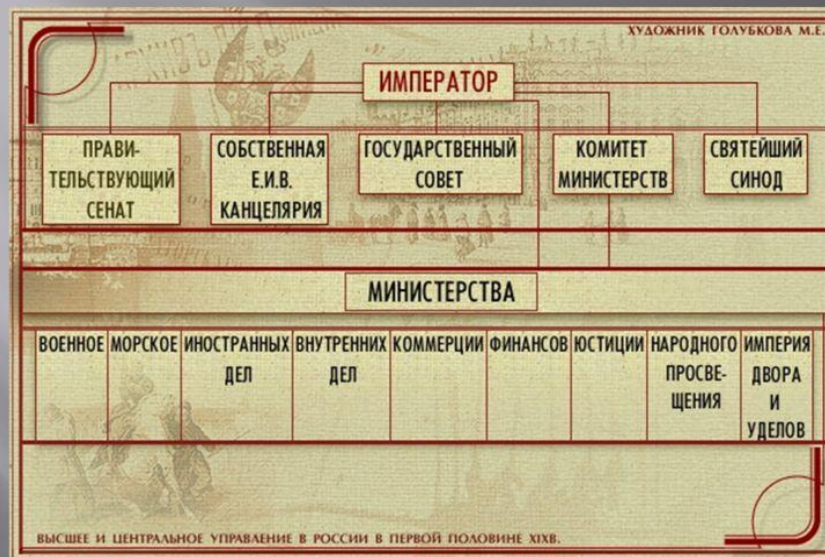 ХУДОЖНИК ГОЛУБКОВА М.Е.
ИМПЕРАТОР
ПРАВИ-
ТЕЛЬСТВУЮЩИЙ
СЕНАТ
СОБСТВЕННАЯ
Е.И.В.
КАНЦЕЛЯРИЯ
ГОСУДАРСТВЕННЫЙ
СОВЕТ
КОМИТЕТ
МИНИСТЕРСТВ
СВЯТЕЙШИЙ
СИНОД
МИНИСТЕРСТВА
ВОЕННОЕ
МОРСКОЕ
ИНОСТРАННЫХ
ДЕЛ
ВНУТРЕННИХ
ДЕЛ
КОММЕРЦИИ
ФИНАНСОВ
ЮСТИЦИИ
НАРОДНОГО
ПРОСВЕ-
ЩЕНИЯ
ИМПЕРИЯ
ДВОРА
И
УДЕЛОВ
ВЫСШЕЕ И ЦЕНТРАЛЬНОЕ УПРАВЛЕНИЕ В РОССИИ В ПЕРВОЙ ПОЛОВИНЕ XIXВ.